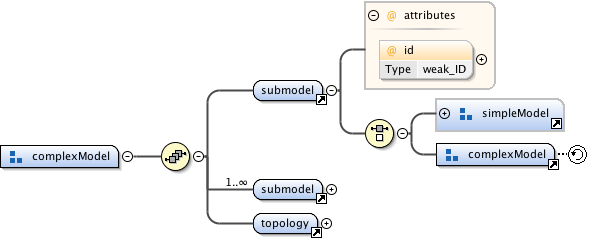 @ attributes
@ id
Type weak_ID
submodel
simpleModel
complexModel
complexModel
1..∞
submodel
topology